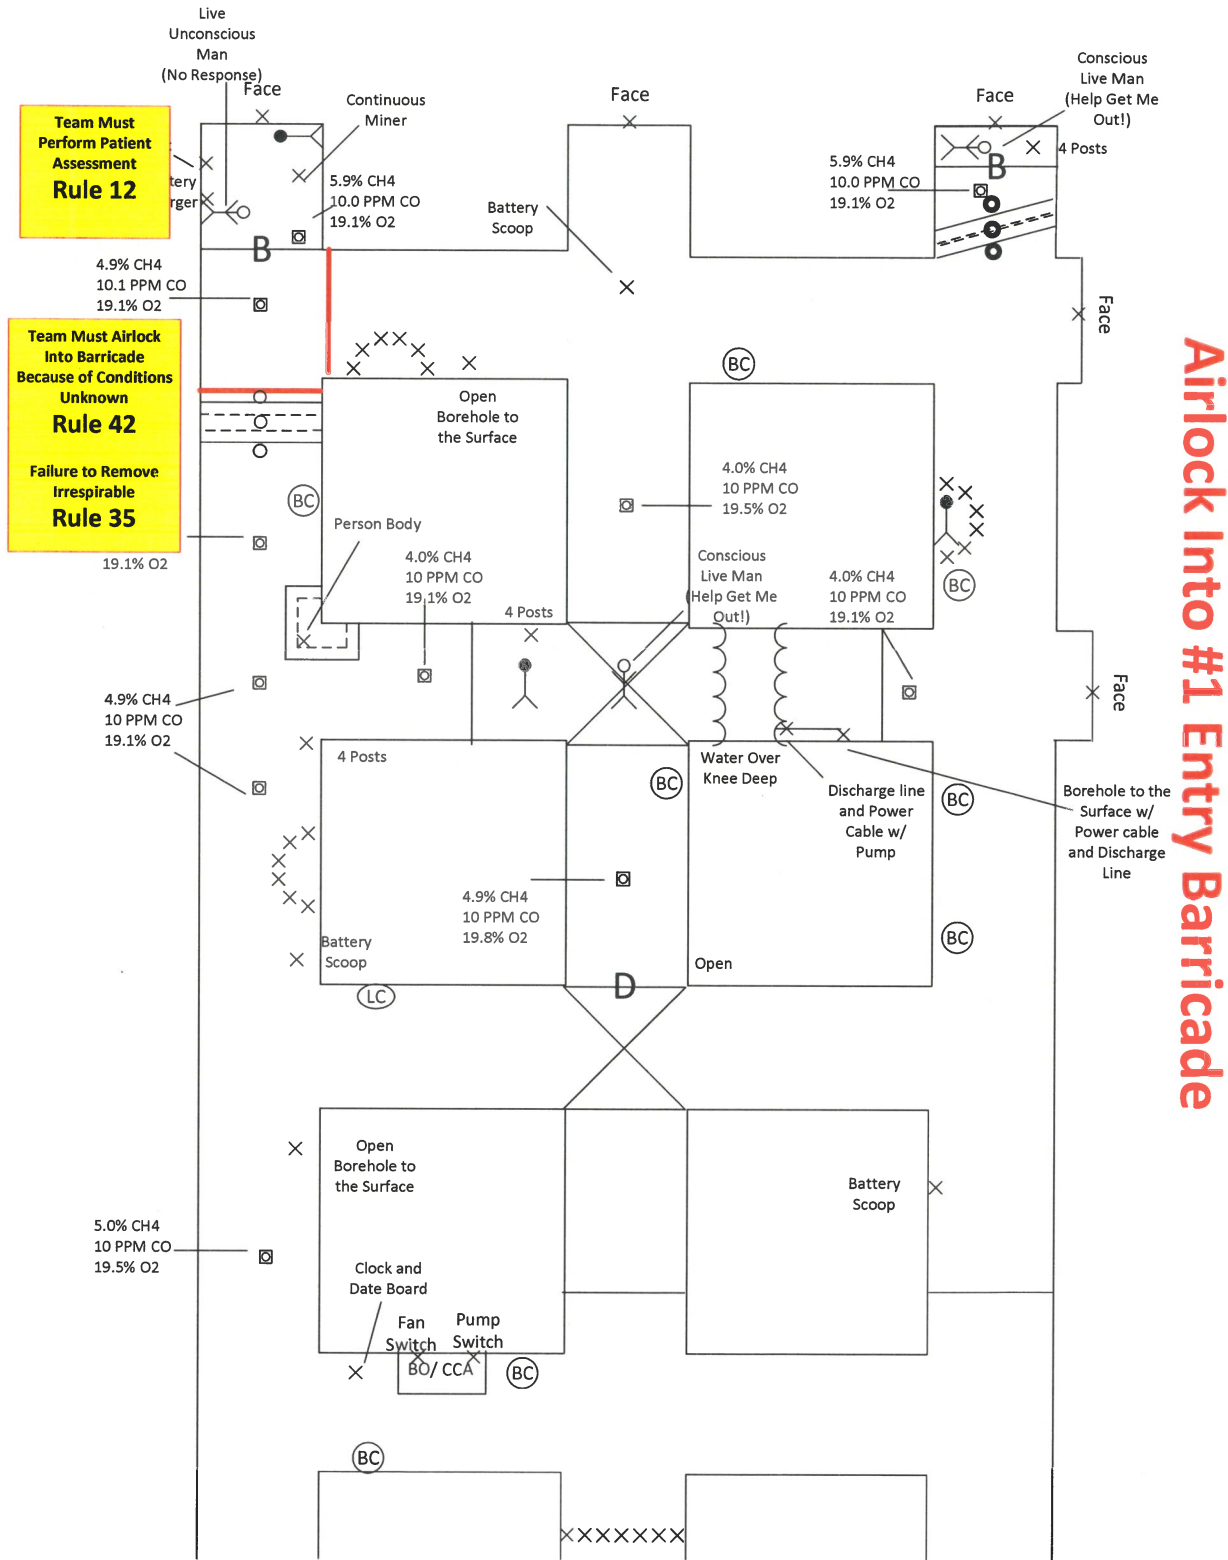 Live
Unconscious
Man
(No Response)
Face
Continuous
Miner
Face
Conscious
Live Man
(Help Get Me
Out!)
Face
4 Posts
B
Team Must
Perform Patient
Assessment
Rule 12
tery
rger
5.9% CH4
10.0 PPM CO
19.1% O2
Battery
Scoop
5.9% CH4
10.0 PPM CO
19.1% O2
B
4.9% CH4
10.1 PPM CO
19.1% O2
Face
Team Must Airlock
Into Barricade
Because of Conditions
Unknown
Rule 42
Failure to Remove
Irrespirable
Rule 35
19.1% O2
BC
Open
Borehole to
the Surface
BC
Person Body
4.0% CH4
10 PPM CO
19.5% O2
4.0% CH4
10 PPM CO
19.1% O2
4 Posts
Conscious
Live Man
(Help Get Me
Out!)
4.0% CH4
10 PPM CO
19.1% O2
BC
Face
4.9% CH4
10 PPM CO
19.1% O2
4 Posts
BC
Water Over
Knee Deep
Discharge line
and Power
Cable w/
Pump
BC
Borehole to the
Surface w/
Power cable
and Discharge
Line
4.9% CH4
10 PPM CO
19.8% O2
Battery
Scoop
LC
D
Open
BC
Airlock Into #1 Entry Barricade
Open
Borehole to
the Surface
Battery
Scoop
5.0% CH4
10 PPM CO
19.5% O2
Clock and
Date Board
Fan
Switch
Pump
Switch
BO/ CCA
BC
BC